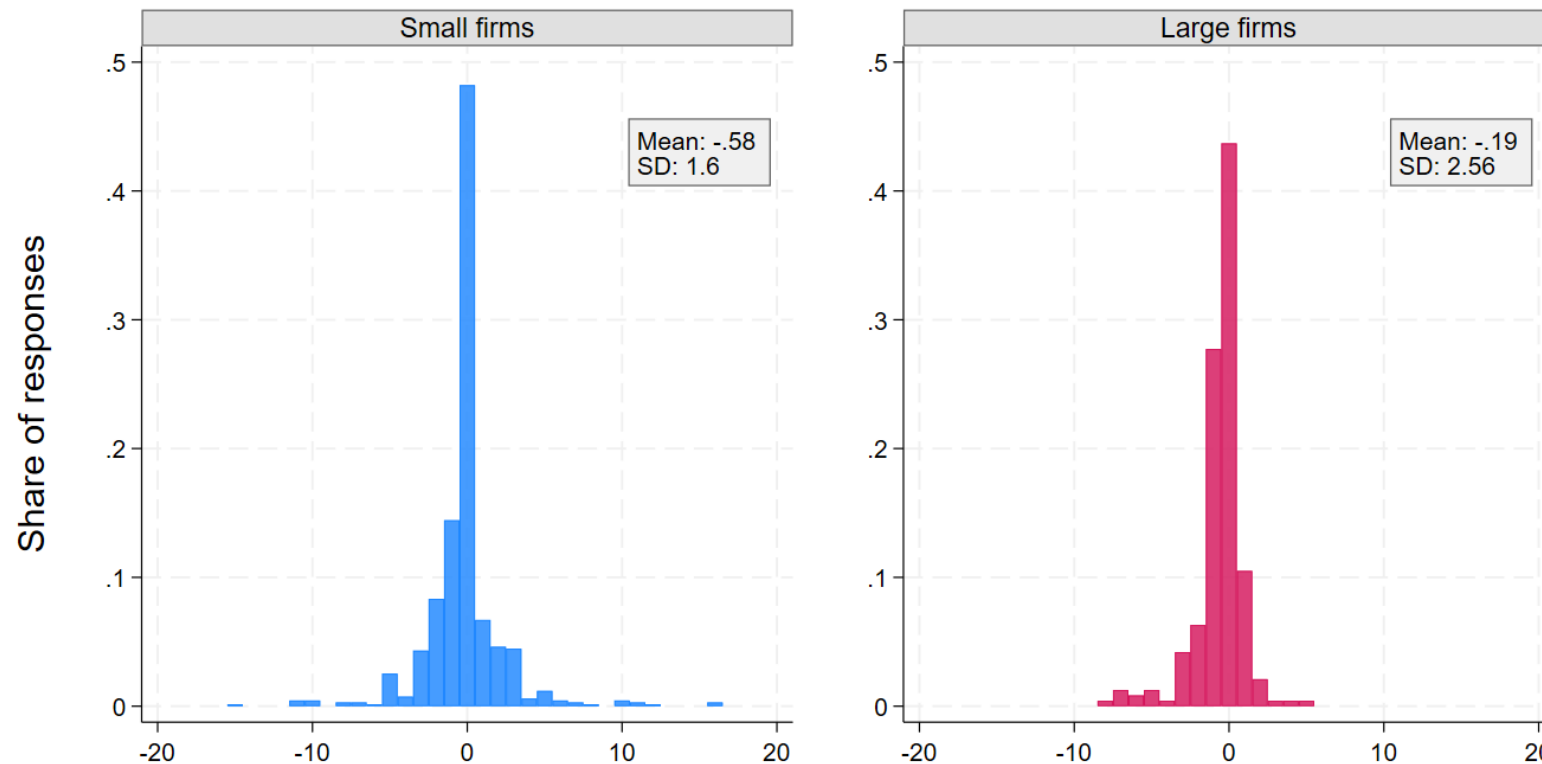 Small firms
Large firms
Share of responses
.5
.4
.3
.2
.1
0
Mean: -.58
SD: 1.6
-20 -10 0 10 20
.5
.4
.3
.2
.1
0
Mean: -.19
SD: 2.56
-20 -10 0 10 20